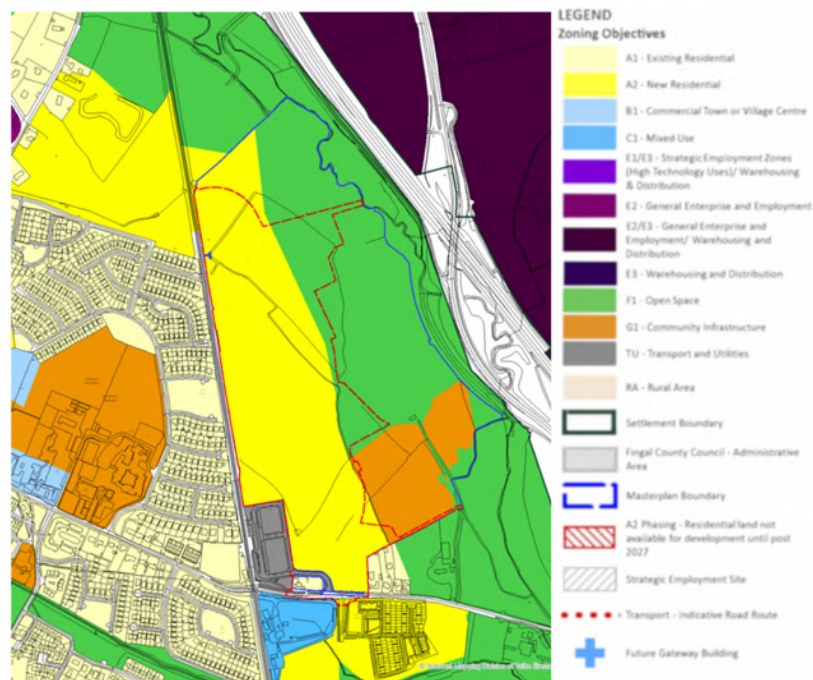 LEGEND
Zoning Objectives
A1 - Existing Residential
A2 - New Residential
B1 - Commercial Town or Village Centre
C1 - Mixed Use
E1/E3 - Strategic Employment Zones
(High Technology Uses)/ Warehousing
& Distribution
E2 - General Enterprise and Employment
E2/E3 - General Enterprise and
Employment/ Warehousing and
Distribution
E3 - Warehousing and Distribution
F1 - Open Space
G1 - Community Infrastructure
TU - Transport and Utilities
RA - Rural Area
Settlement Boundary
Fingal County Council - Administrative
Area
Masterplan Boundary
A2 Phasing - Residential land not
available for development until post
2027
Strategic Employment Site
Transport - Indicative Road Route
Future Gateway Building